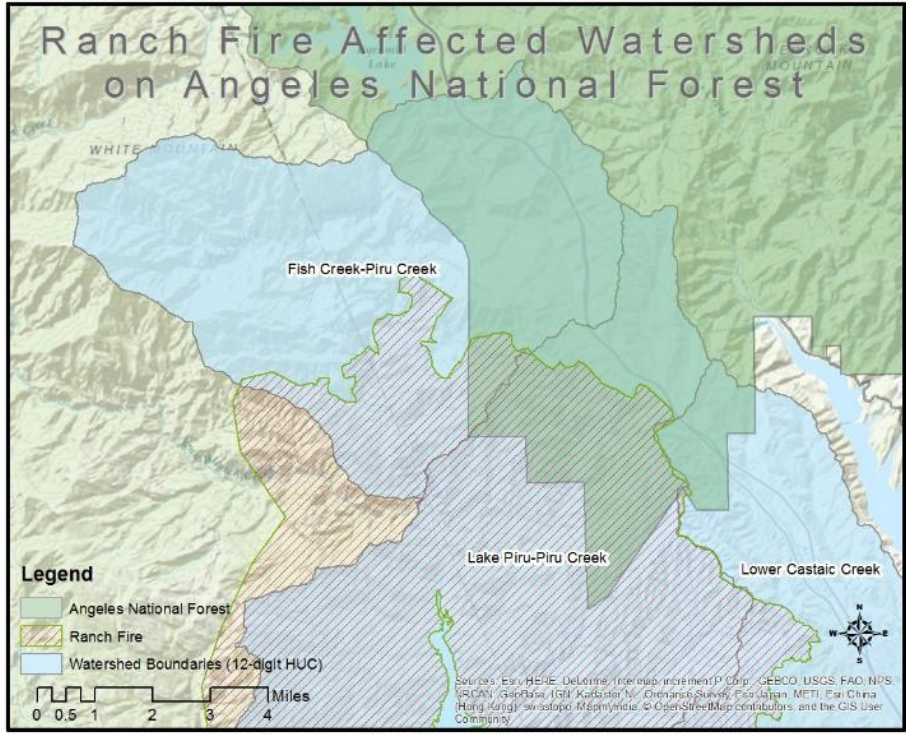 Ranch Fire Affected Watersheds
on Angeles National Forest
Lake
MOUNTAIN
WHITE MOUNTAIN
Fish Creek-Piru Creek
Lake Piru-Piru Creek
Lower Castaic Creek
Legend
Angeles National Forest
Ranch Fire
Watershed Boundaries (12-digit HUC)
Miles
0 0.5 1 2 3 4
N
W E
S
Sources: Esri, HERE, DeLorme, Intermap, increment P Corp., GEBCO, USGS, FAO, NPS,
NRCAN, GeoBase, IGN, Kadaster NL, Ordnance Survey, Esri Japan, METI, Esri China
(Hong Kong), swisstopo, MapmyIndia, © OpenStreetMap contributors, and the GIS User
Community